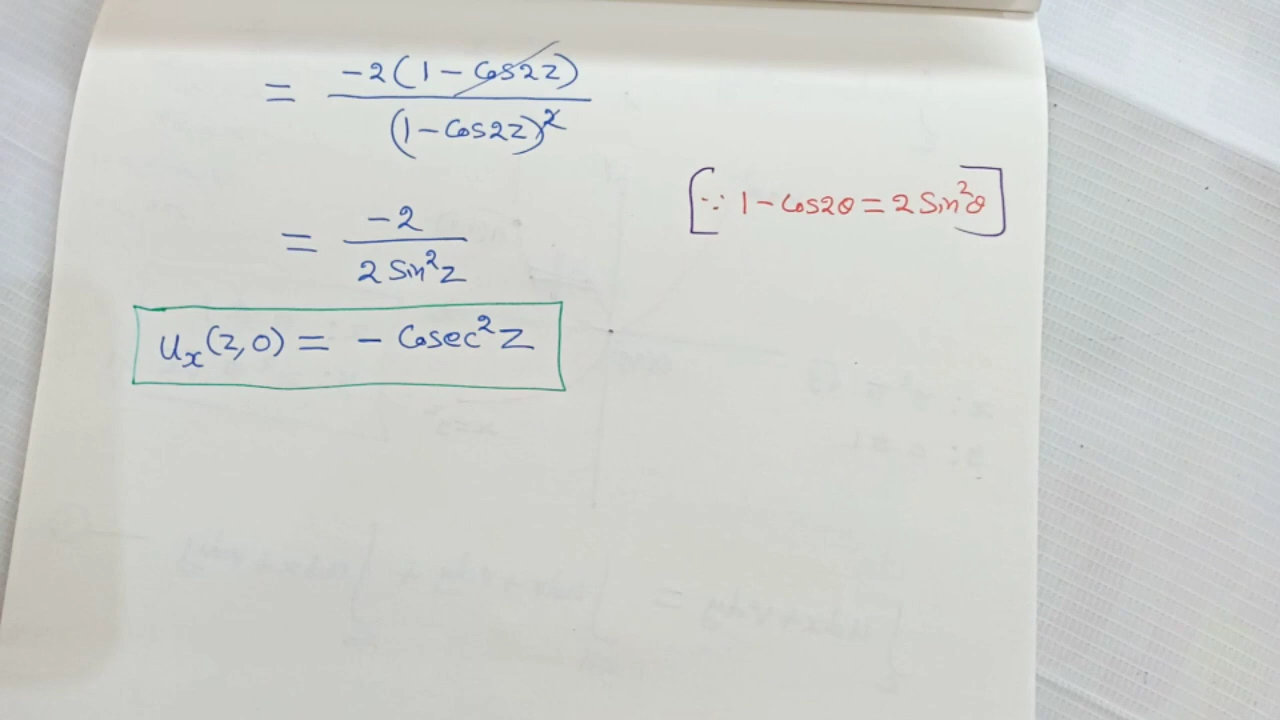 = -2(1-Cos2z) / (1-Cos2z)²
[∵ 1-Cos2θ = 2 Sin²θ]
= -2 / 2 Sin²z
uₓ(z,0) = - Cosec²z